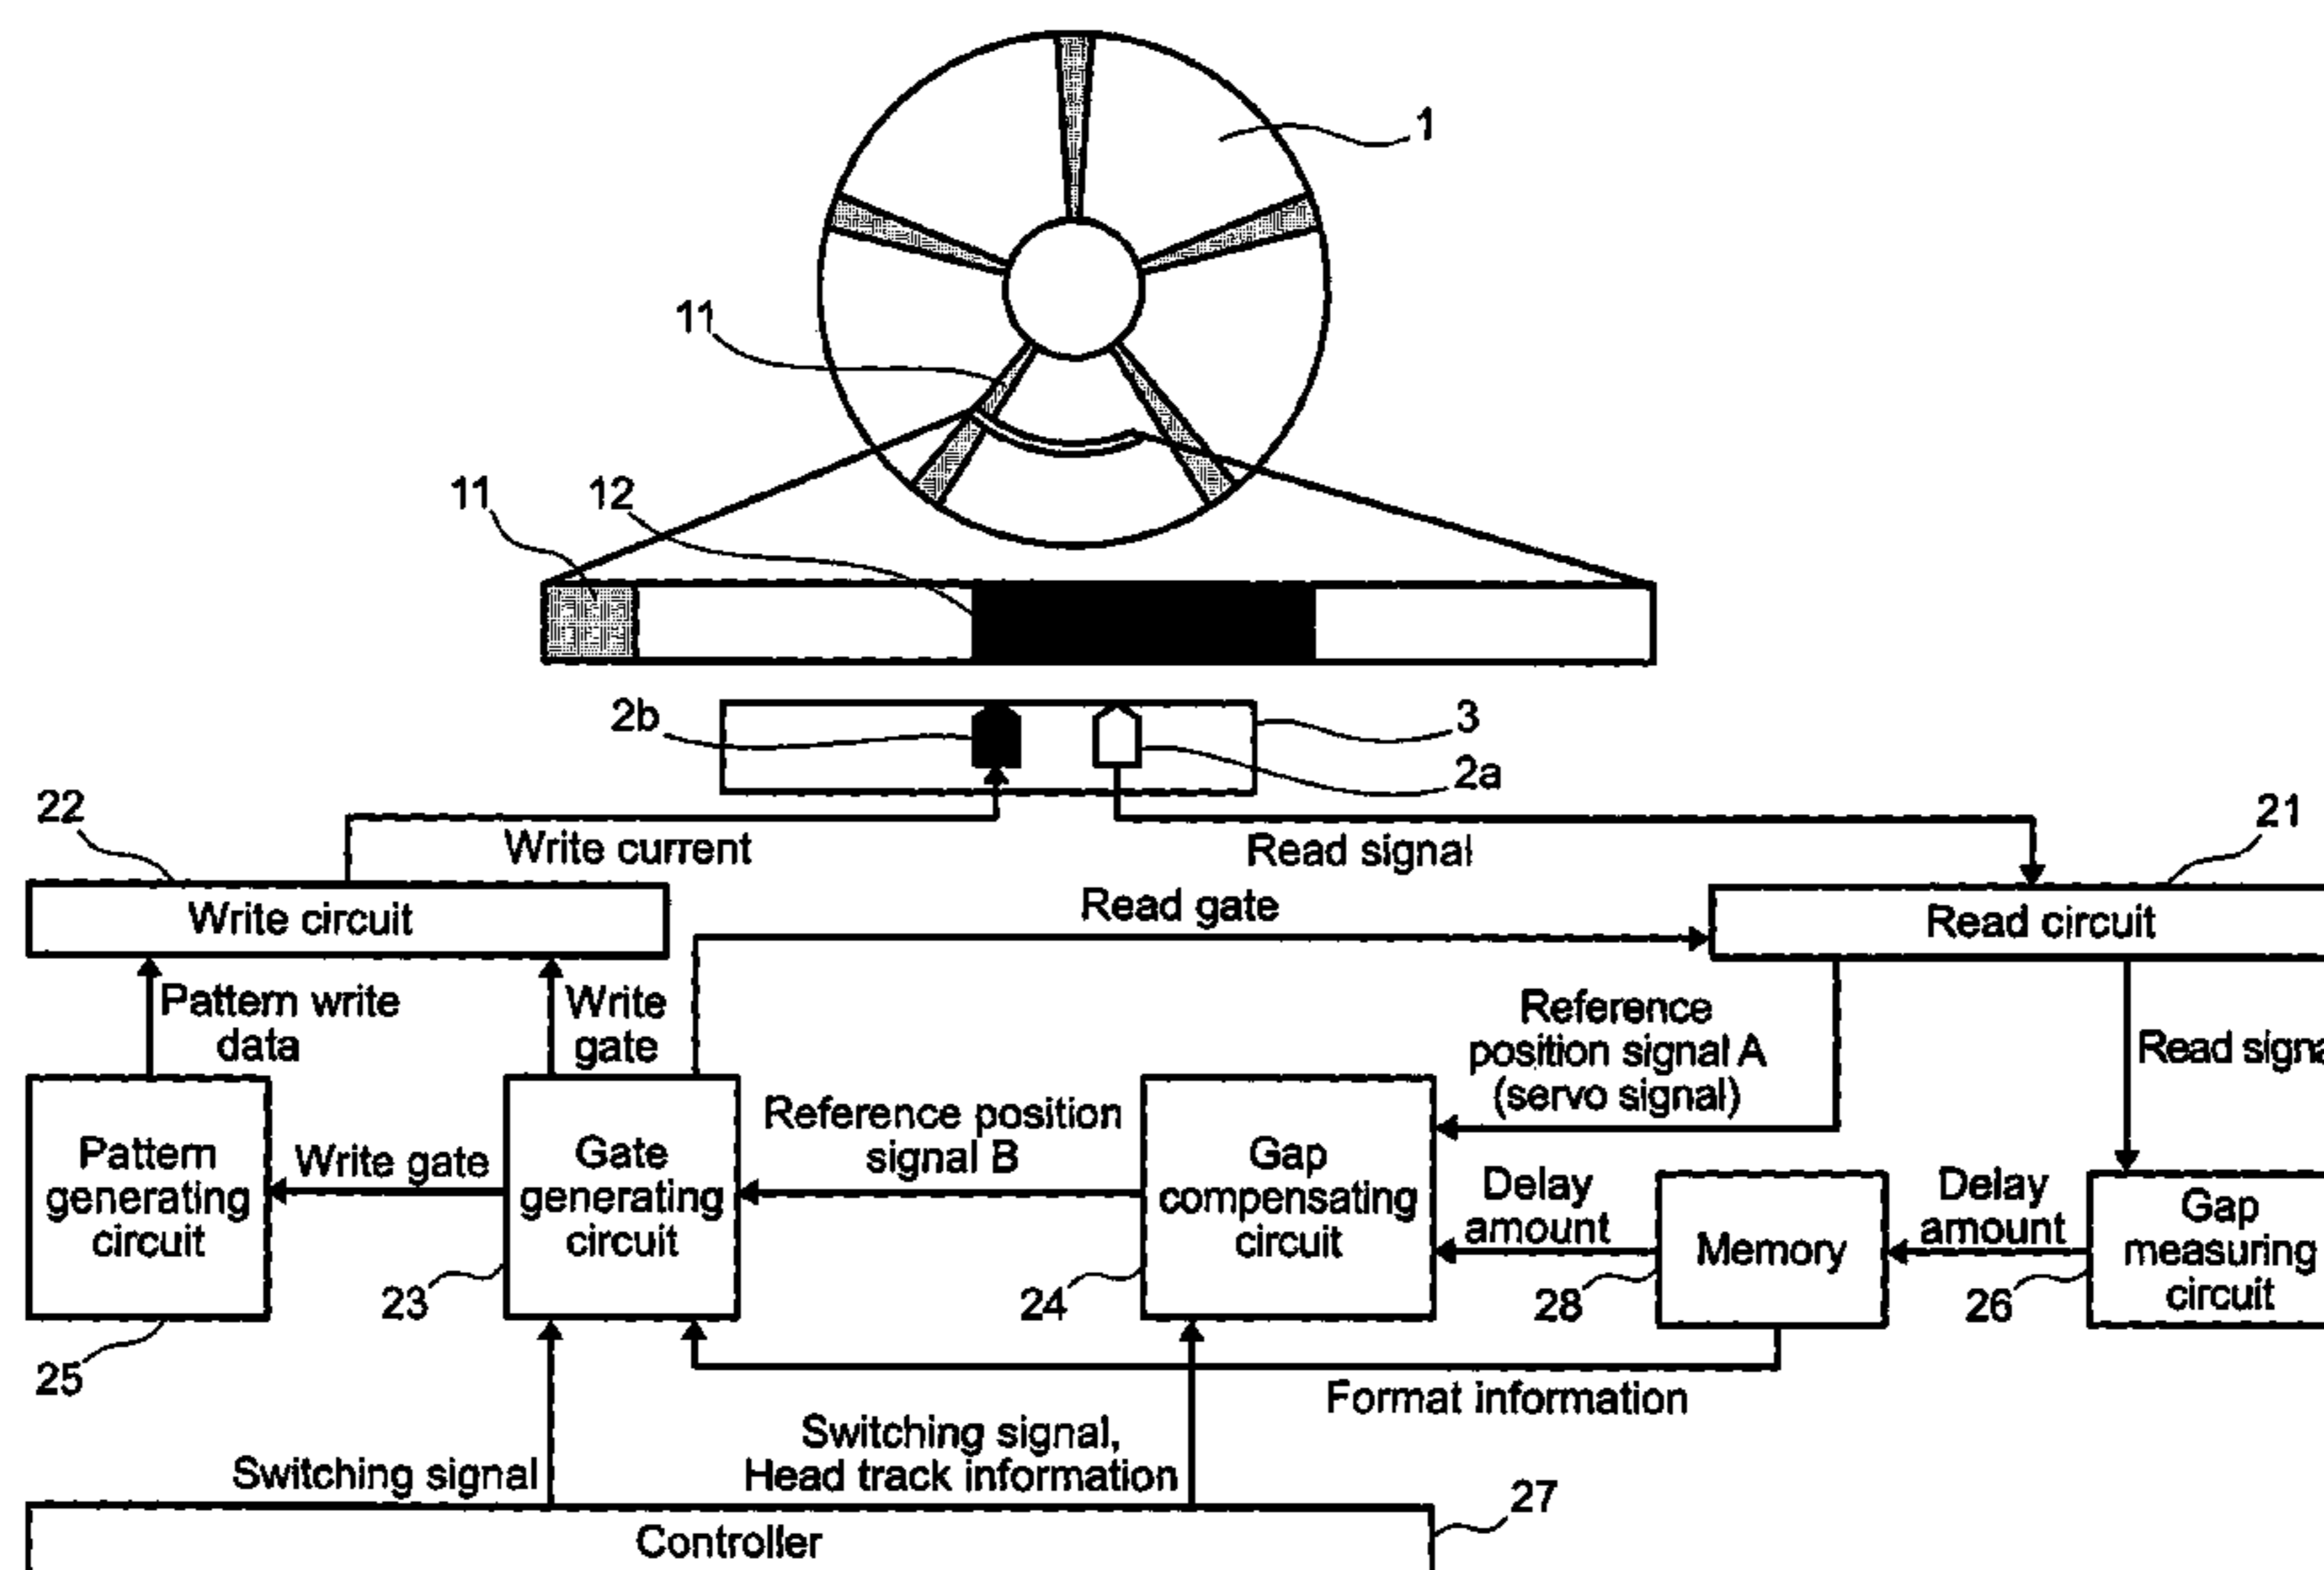 1
11
11
12
2b
3
2a
22
21
Write current
Read signal
Write circuit
Read gate
Read circuit
Pattern write
data
Write
gate
Reference
position signal A
(servo signal)
Read signa
Pattern
generating
circuit
Write gate
Gate
generating
circuit
Reference position
signal B
Gap
compensating
circuit
Delay
amount
Memory
Delay
amount
Gap
measuring
circuit
23
24
28
26
25
Format information
Switching signal
Switching signal,
Head track information
27
Controller